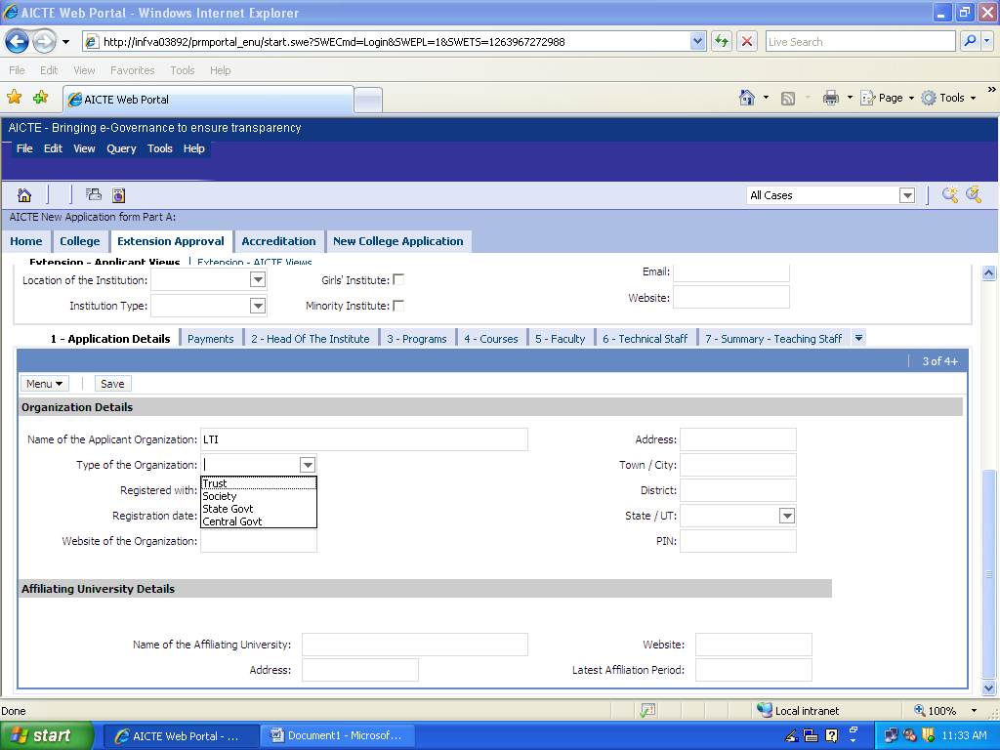 AICTE Web Portal - Windows Internet Explorer
http://infva03892/prmportal_enu/start.swe?SWECmd=Login&SWEPL=1&SWETS=1263967272988
Live Search
File Edit View Favorites Tools Help
AICTE Web Portal
Page Tools »
AICTE - Bringing e-Governance to ensure transparency
File Edit View Query Tools Help
All Cases
AICTE New Application form Part A:
Home College Extension Approval Accreditation New College Application
Extension - Applicant Views Extension - AICTE Views
Location of the Institution: Girls' Institute: Email:
Institution Type: Minority Institute: Website:
1 - Application Details Payments 2 - Head Of The Institute 3 - Programs 4 - Courses 5 - Faculty 6 - Technical Staff 7 - Summary - Teaching Staff
3 of 4+
Menu Save
Organization Details
Name of the Applicant Organization: LTI Address:
Type of the Organization: Town / City:
Trust
Registered with: District:
Society
State Govt
Registration date: State / UT:
Central Govt
Website of the Organization: PIN:
Affiliating University Details
Name of the Affiliating University: Website:
Address: Latest Affiliation Period:
Done Local intranet 100%
start AICTE Web Portal - ... Document1 - Microsof... 11:33 AM